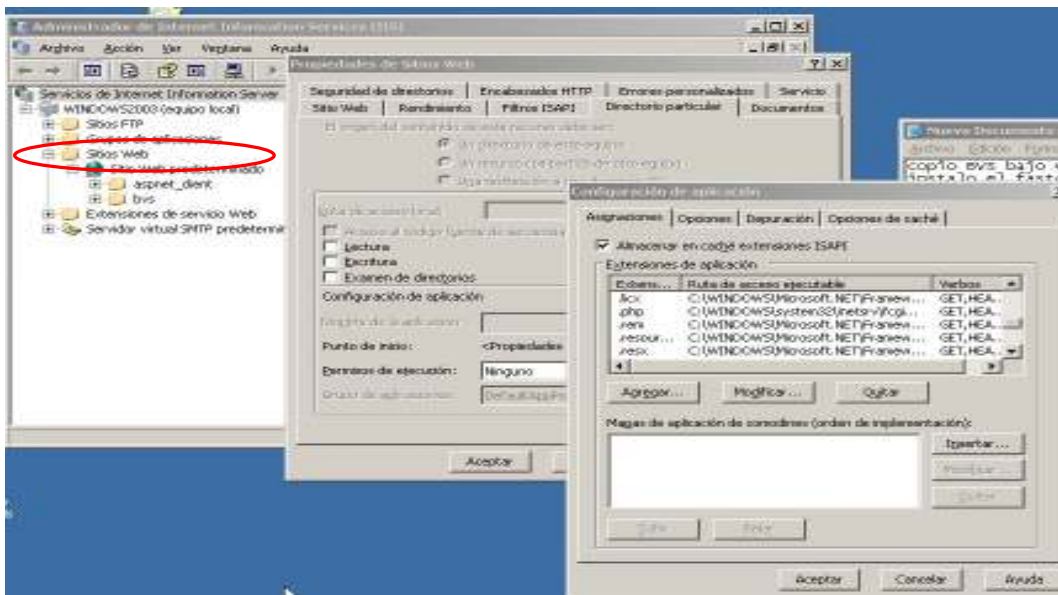 Administrador de Internet Information Services (IIS)
Archivo Acción Ver Ventana Ayuda
Servicios de Internet Information Server
WINDOWS2003 (equipo local)
Sitios FTP
Grupos de aplicaciones
Sitios Web
Sitio Web predeterminado
aspnet_client
bvs
Extensiones de servicio Web
Servidor virtual SMTP predetermina
Propiedades de Sitios Web
Seguridad de directorios Encabezados HTTP Errores personalizados Servicio
Sitio Web Rendimiento Filtros ISAPI Directorio particular Documentos
Lectura
Escritura
Examen de directorios
Configuración de aplicación
Punto de inicio: <Propiedades
Permisos de ejecución: Ninguno
Aceptar
Nuevo Documento
Archivo Edición Form
copio bvs bajo
instalo el fast
Configuración de aplicación
Asignaciones Opciones Depuración Opciones de caché
Almacenar en caché extensiones ISAPI
Extensiones de aplicación
Extens... Ruta de acceso ejecutable Verbos
.licx C:\WINDOWS\Microsoft.NET\Framew... GET,HEA...
.php C:\WINDOWS\system32\inetsrv\fcgi... GET,HEA...
.rem C:\WINDOWS\Microsoft.NET\Framew... GET,HEA...
.resour... C:\WINDOWS\Microsoft.NET\Framew... GET,HEA...
.resx C:\WINDOWS\Microsoft.NET\Framew... GET,HEA...
Agregar... Modificar... Quitar
Mapas de aplicación de comodines (orden de implementación):
Insertar...
Modificar...
Quitar
Subir Bajar
Aceptar Cancelar Ayuda